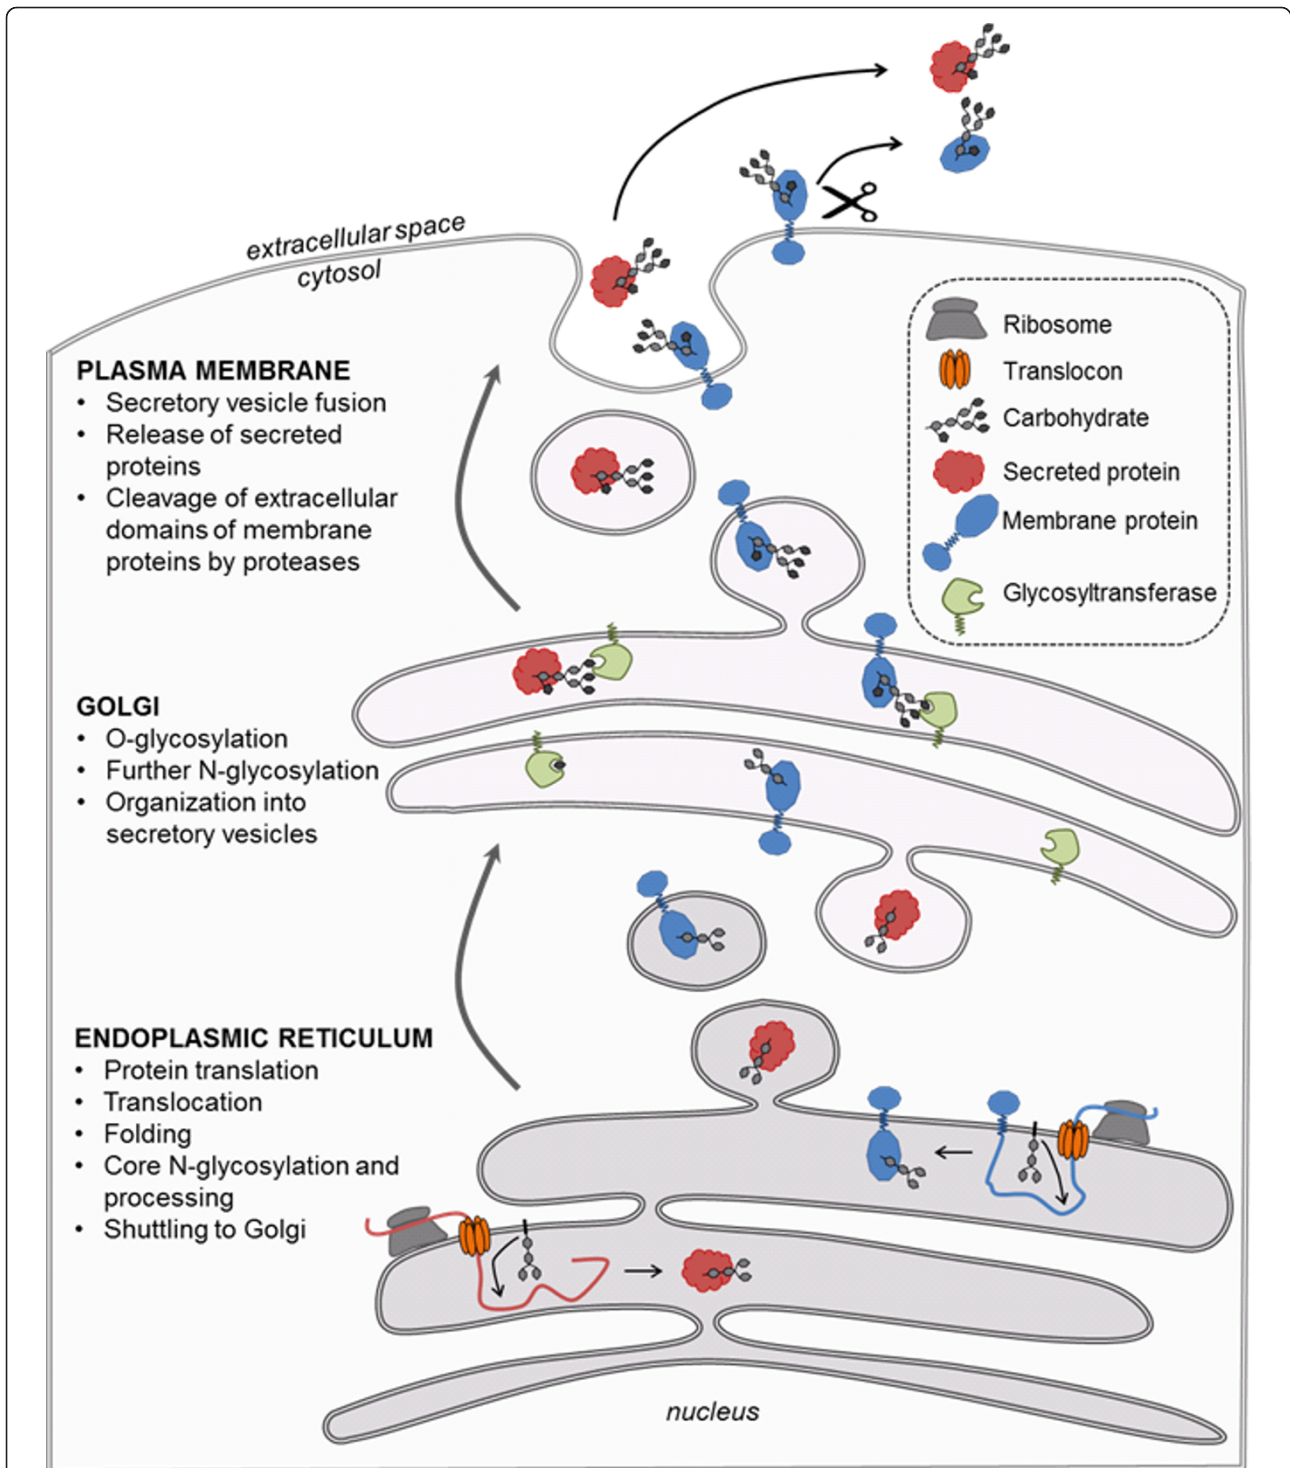 extracellular space
cytosol
PLASMA MEMBRANE
• Secretory vesicle fusion
• Release of secreted
proteins
• Cleavage of extracellular
domains of membrane
proteins by proteases
Ribosome
Translocon
Carbohydrate
Secreted protein
Membrane protein
Glycosyltransferase
GOLGI
• O-glycosylation
• Further N-glycosylation
• Organization into
secretory vesicles
ENDOPLASMIC RETICULUM
• Protein translation
• Translocation
• Folding
• Core N-glycosylation and
processing
• Shuttling to Golgi
nucleus